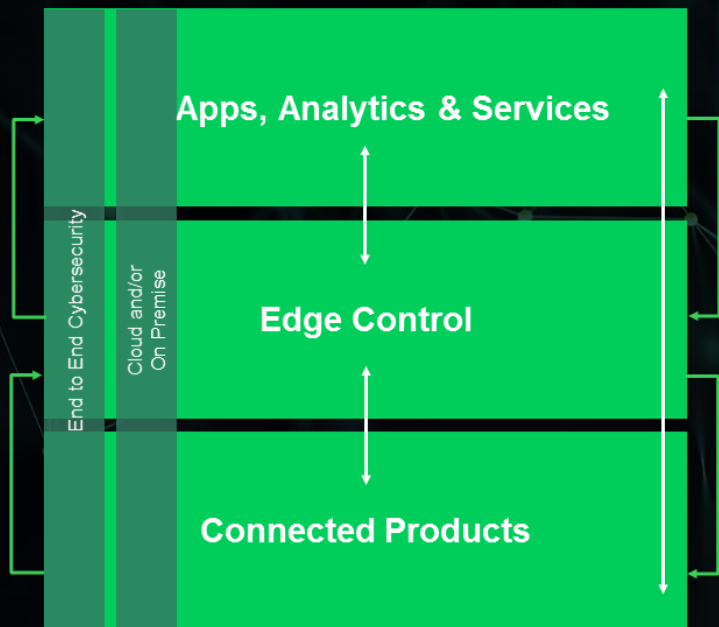 Apps, Analytics & Services
Edge Control
Connected Products
End to End Cybersecurity
Cloud and/or
On Premise